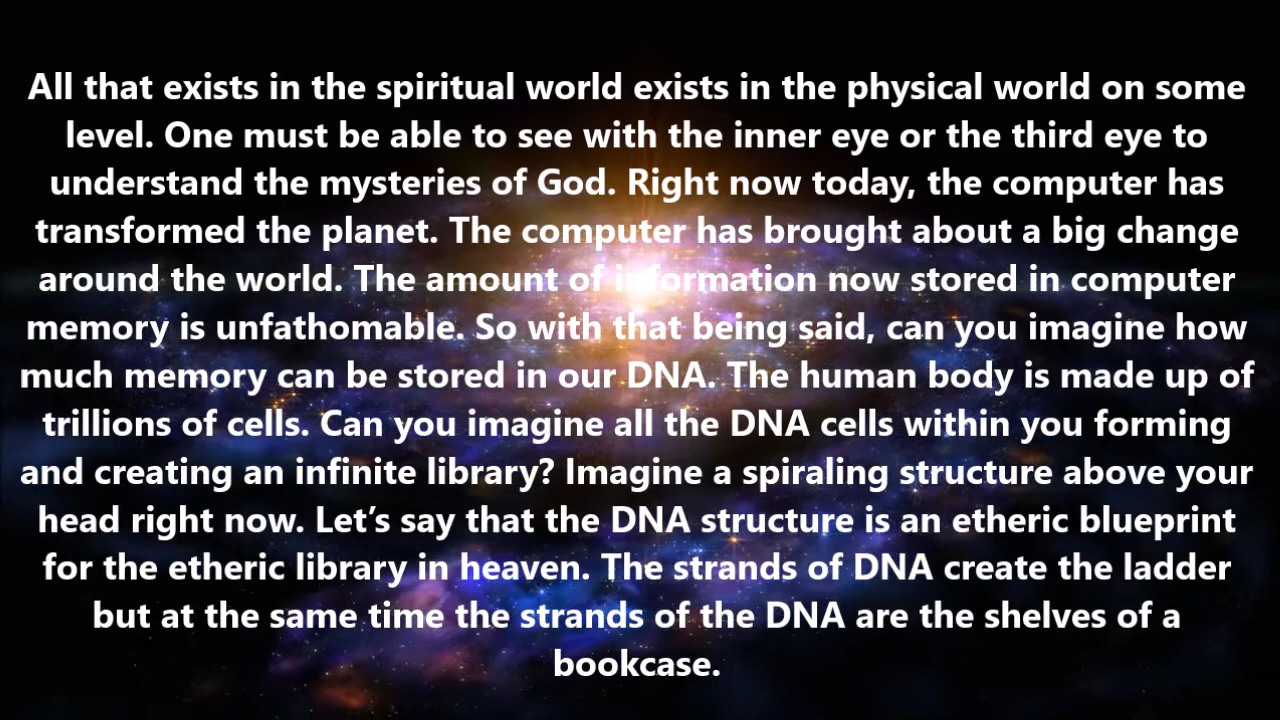 All that exists in the spiritual world exists in the physical world on some
level. One must be able to see with the inner eye or the third eye to
understand the mysteries of God. Right now today, the computer has
transformed the planet. The computer has brought about a big change
around the world. The amount of information now stored in computer
memory is unfathomable. So with that being said, can you imagine how
much memory can be stored in our DNA. The human body is made up of
trillions of cells. Can you imagine all the DNA cells within you forming
and creating an infinite library? Imagine a spiraling structure above your
head right now. Let’s say that the DNA structure is an etheric blueprint
for the etheric library in heaven. The strands of DNA create the ladder
but at the same time the strands of the DNA are the shelves of a
bookcase.